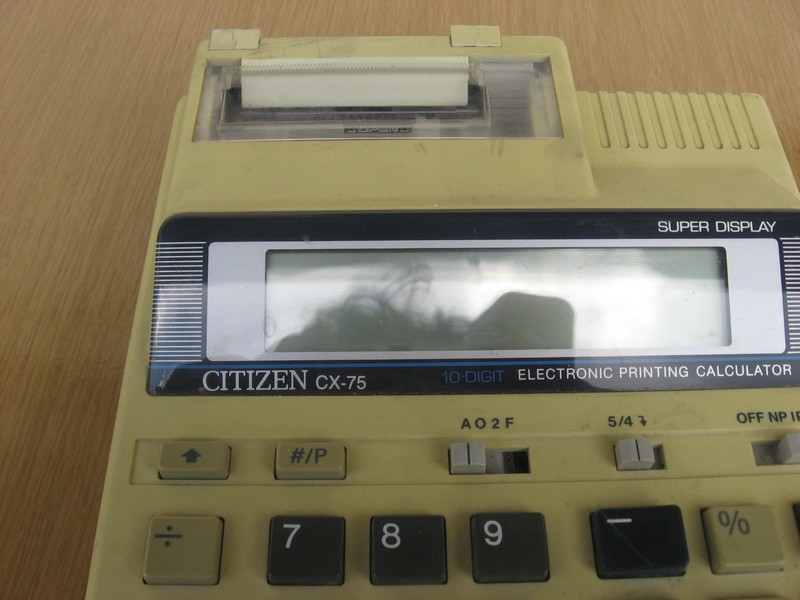 SUPER DISPLAY
CITIZEN CX-75 10-DIGIT ELECTRONIC PRINTING CALCULATOR
A O 2 F 5/4 OFF NP
#/P
÷ 7 8 9 − %